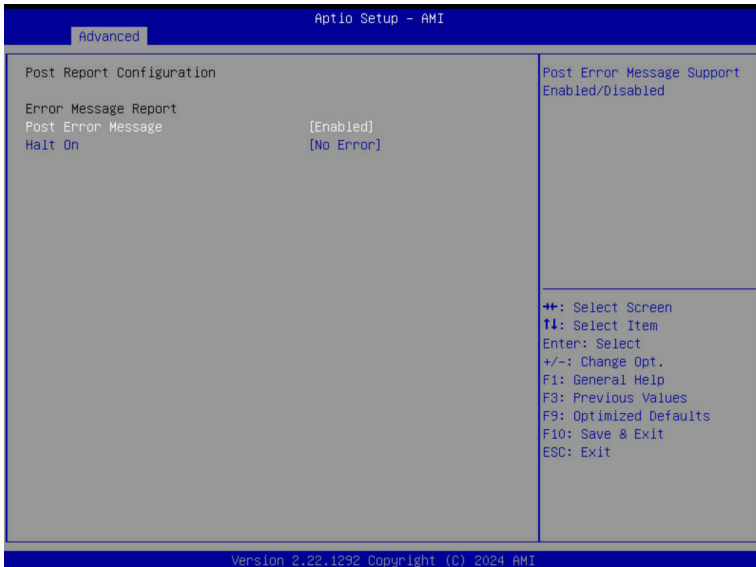 Aptio Setup – AMI
Advanced
Post Report Configuration
Error Message Report
Post Error Message [Enabled]
Halt On [No Error]
Post Error Message Support
Enabled/Disabled
→←: Select Screen
↑↓: Select Item
Enter: Select
+/-: Change Opt.
F1: General Help
F3: Previous Values
F9: Optimized Defaults
F10: Save & Exit
ESC: Exit
Version 2.22.1292 Copyright (C) 2024 AMI